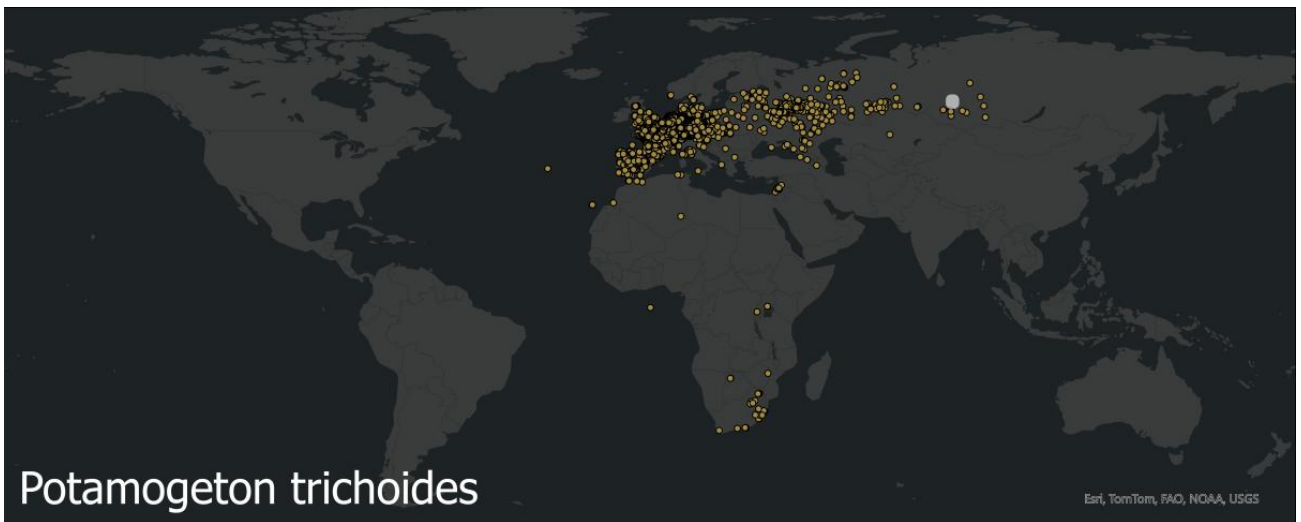 Potamogeton trichoides
Esri, TomTom, FAO, NOAA, USGS